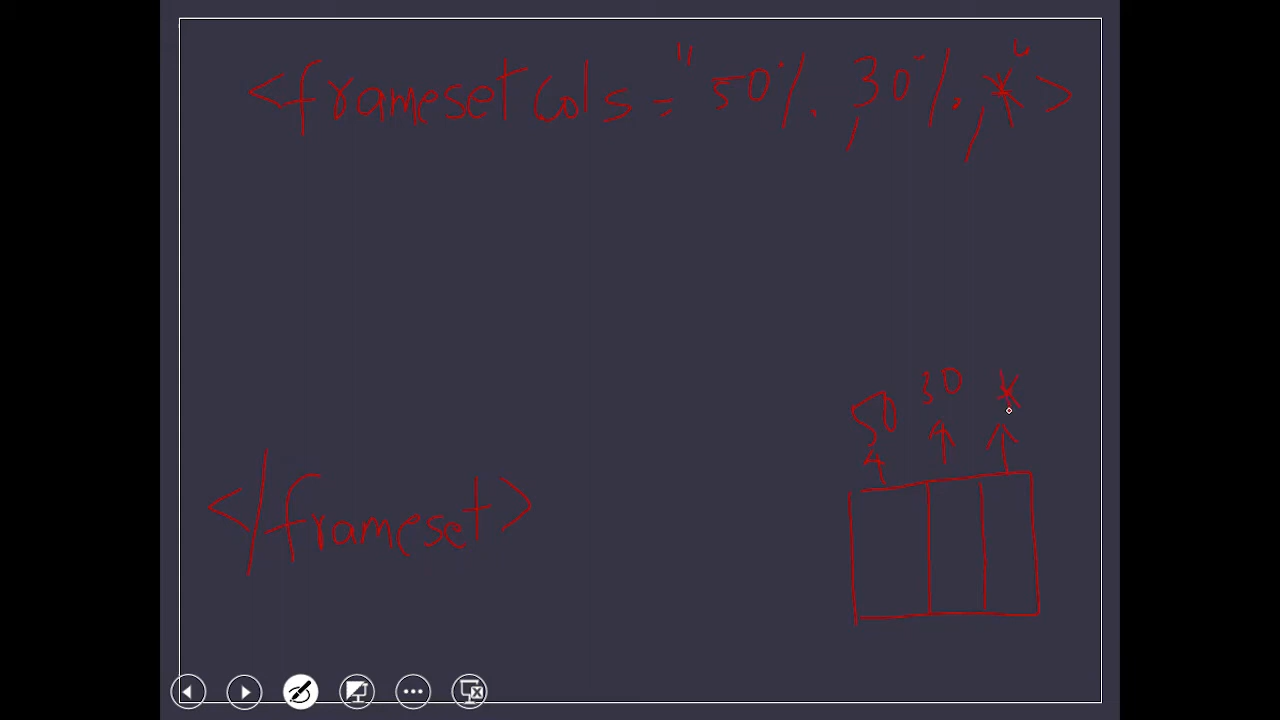 <frameset cols = "50%, 30%, *">
50 30 *
</frameset>